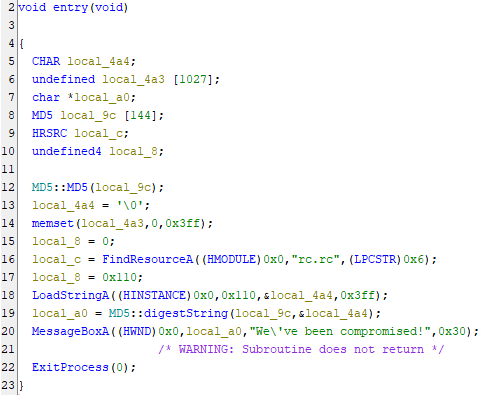 2 void entry(void)
3
4 {
5 CHAR local_4a4;
6 undefined local_4a3 [1027];
7 char *local_a0;
8 MD5 local_9c [144];
9 HRSRC local_c;
10 undefined4 local_8;
11
12 MD5::MD5(local_9c);
13 local_4a4 = '\0';
14 memset(local_4a3,0,0x3ff);
15 local_8 = 0;
16 local_c = FindResourceA((HMODULE)0x0,"rc.rc",(LPCSTR)0x6);
17 local_8 = 0x110;
18 LoadStringA((HINSTANCE)0x0,0x110,&local_4a4,0x3ff);
19 local_a0 = MD5::digestString(local_9c,&local_4a4);
20 MessageBoxA((HWND)0x0,local_a0,"We\'ve been compromised!",0x30);
21 /* WARNING: Subroutine does not return */
22 ExitProcess(0);
23 }